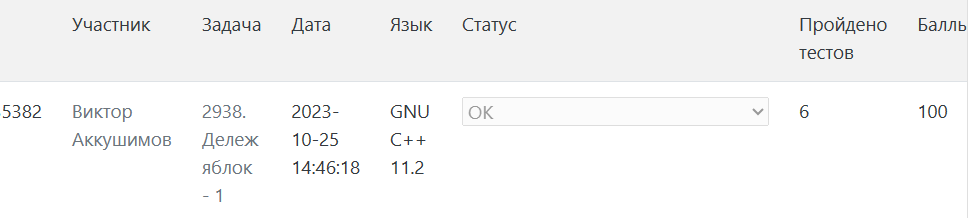 Участник Задача Дата Язык Статус Пройдено тестов Баллы
5382 Виктор Аккушимов 2938. Дележ яблок - 1 2023-10-25 14:46:18 GNU C++ 11.2 OK 6 100